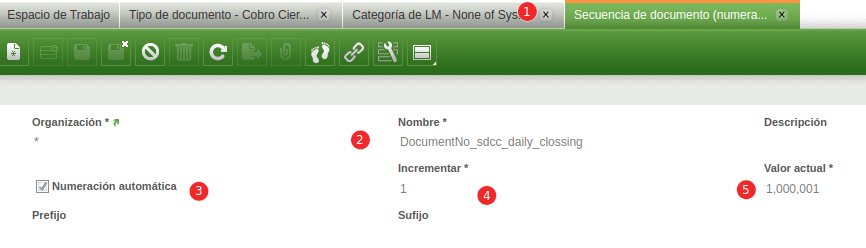 Espacio de Trabajo Tipo de documento - Cobro Cier... x Categoría de LM - None of Sys... x Secuencia de documento (numera... x
1
Organización * Nombre * Descripción
* 2 DocumentNo_sdcc_daily_clossing
Incrementar * Valor actual *
Numeración automática 3 1 4 5 1,000,001
Prefijo Sufijo